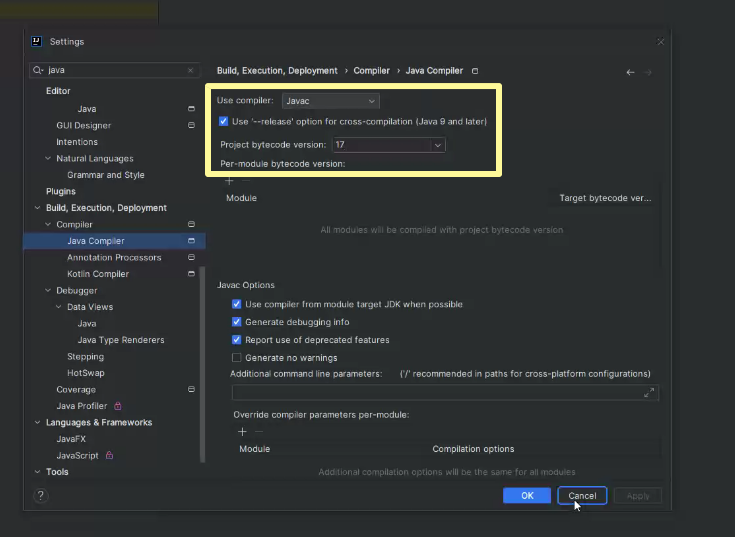 Settings
java
Editor
Java
GUI Designer
Intentions
Natural Languages
Grammar and Style
Plugins
Build, Execution, Deployment
Compiler
Java Compiler
Annotation Processors
Kotlin Compiler
Debugger
Data Views
Java
Java Type Renderers
Stepping
HotSwap
Coverage
Java Profiler
Languages & Frameworks
JavaFX
JavaScript
Tools
?
Build, Execution, Deployment › Compiler › Java Compiler
Use compiler: Javac
Use '--release' option for cross-compilation (Java 9 and later)
Project bytecode version: 17
Per-module bytecode version:
Module Target bytecode ver...
All modules will be compiled with project bytecode version
Javac Options
Use compiler from module target JDK when possible
Generate debugging info
Report use of deprecated features
Generate no warnings
Additional command line parameters: ('/' recommended in paths for cross-platform configurations)
Override compiler parameters per-module:
Module Compilation options
Additional compilation options will be the same for all modules
OK Cancel Apply